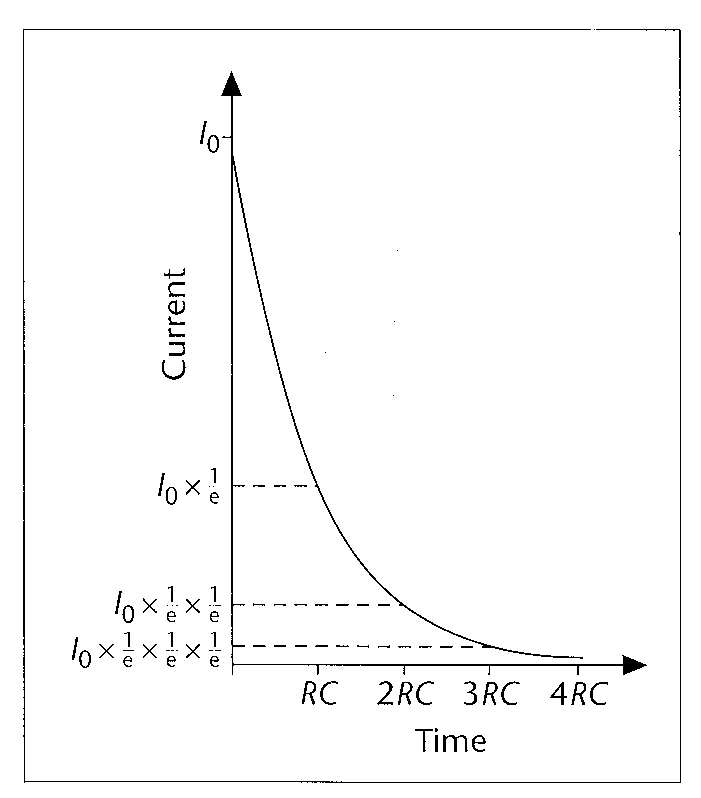 I₀
Current
I₀ × 1/e
I₀ × 1/e × 1/e
I₀ × 1/e × 1/e × 1/e
RC 2RC 3RC 4RC
Time